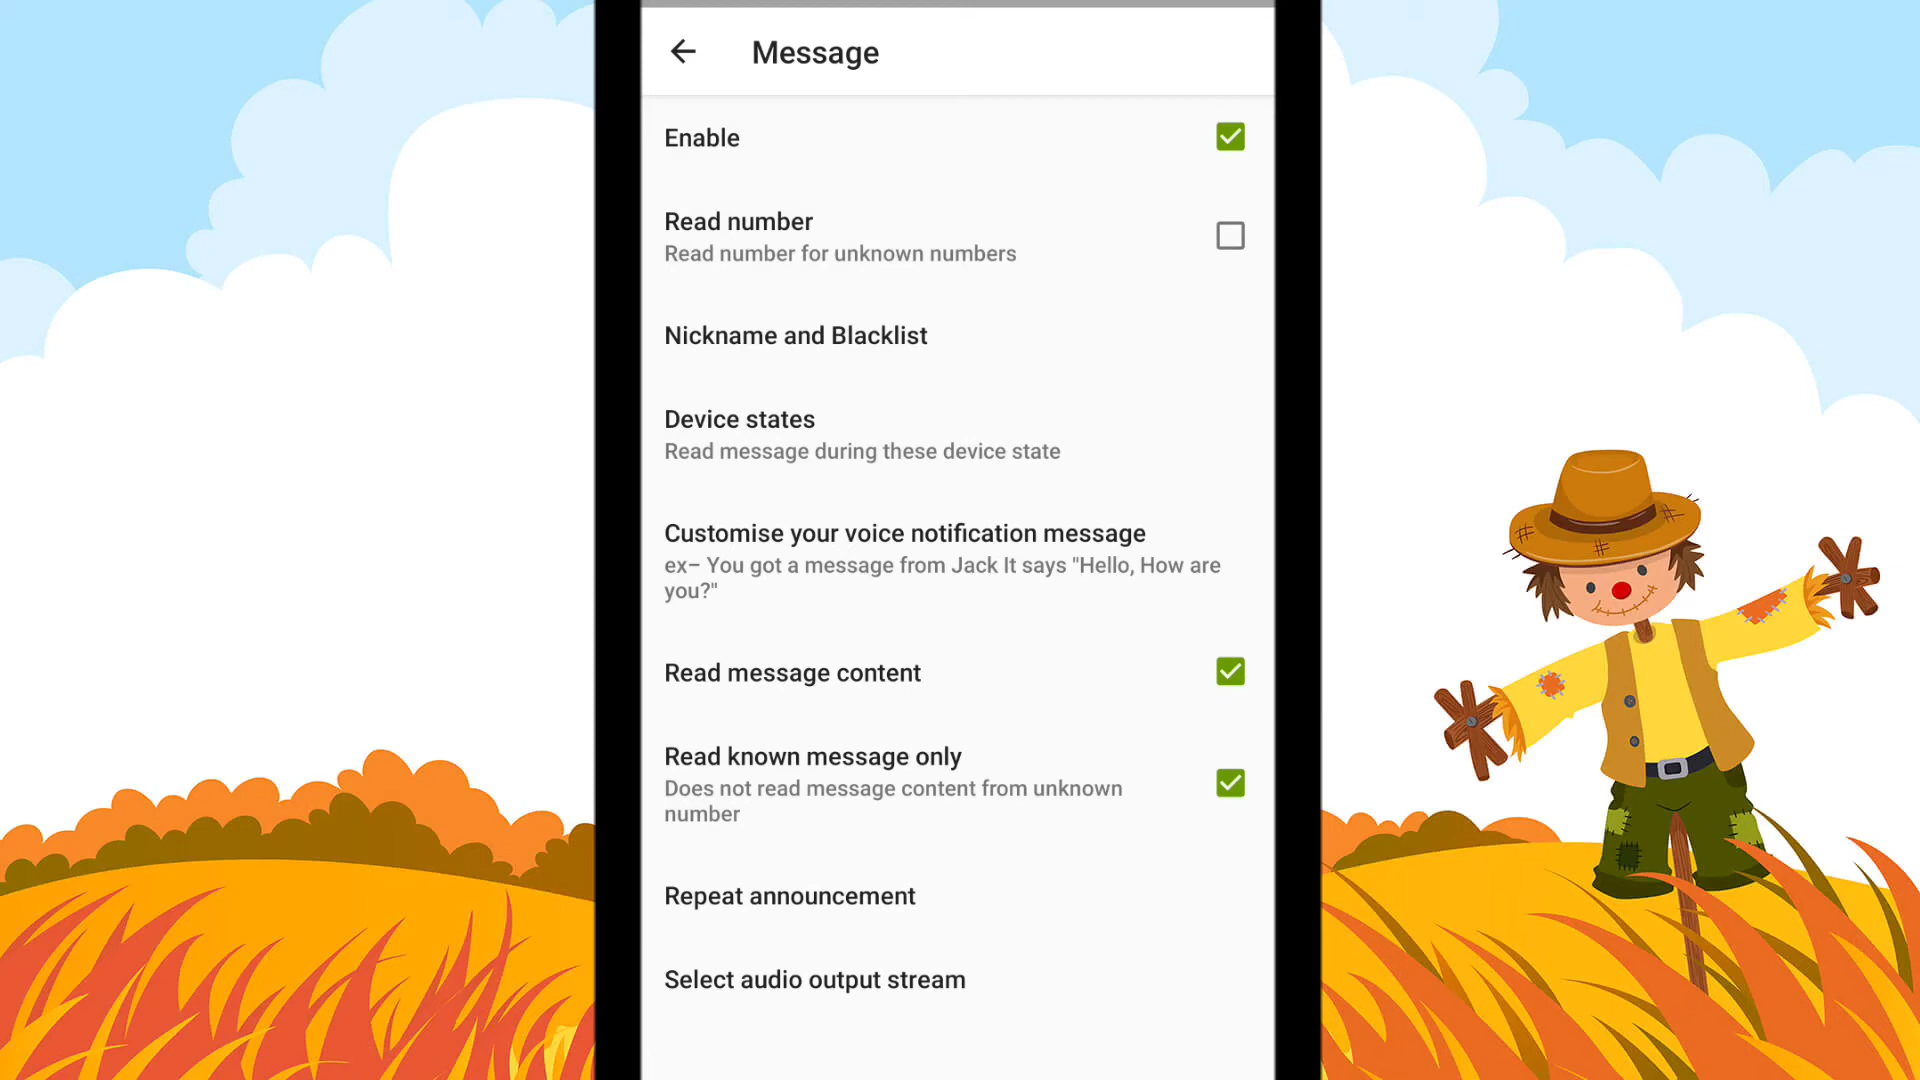 Message
Enable
Read number
Read number for unknown numbers
Nickname and Blacklist
Device states
Read message during these device state
Customise your voice notification message
ex– You got a message from Jack It says "Hello, How are
you?"
Read message content
Read known message only
Does not read message content from unknown
number
Repeat announcement
Select audio output stream